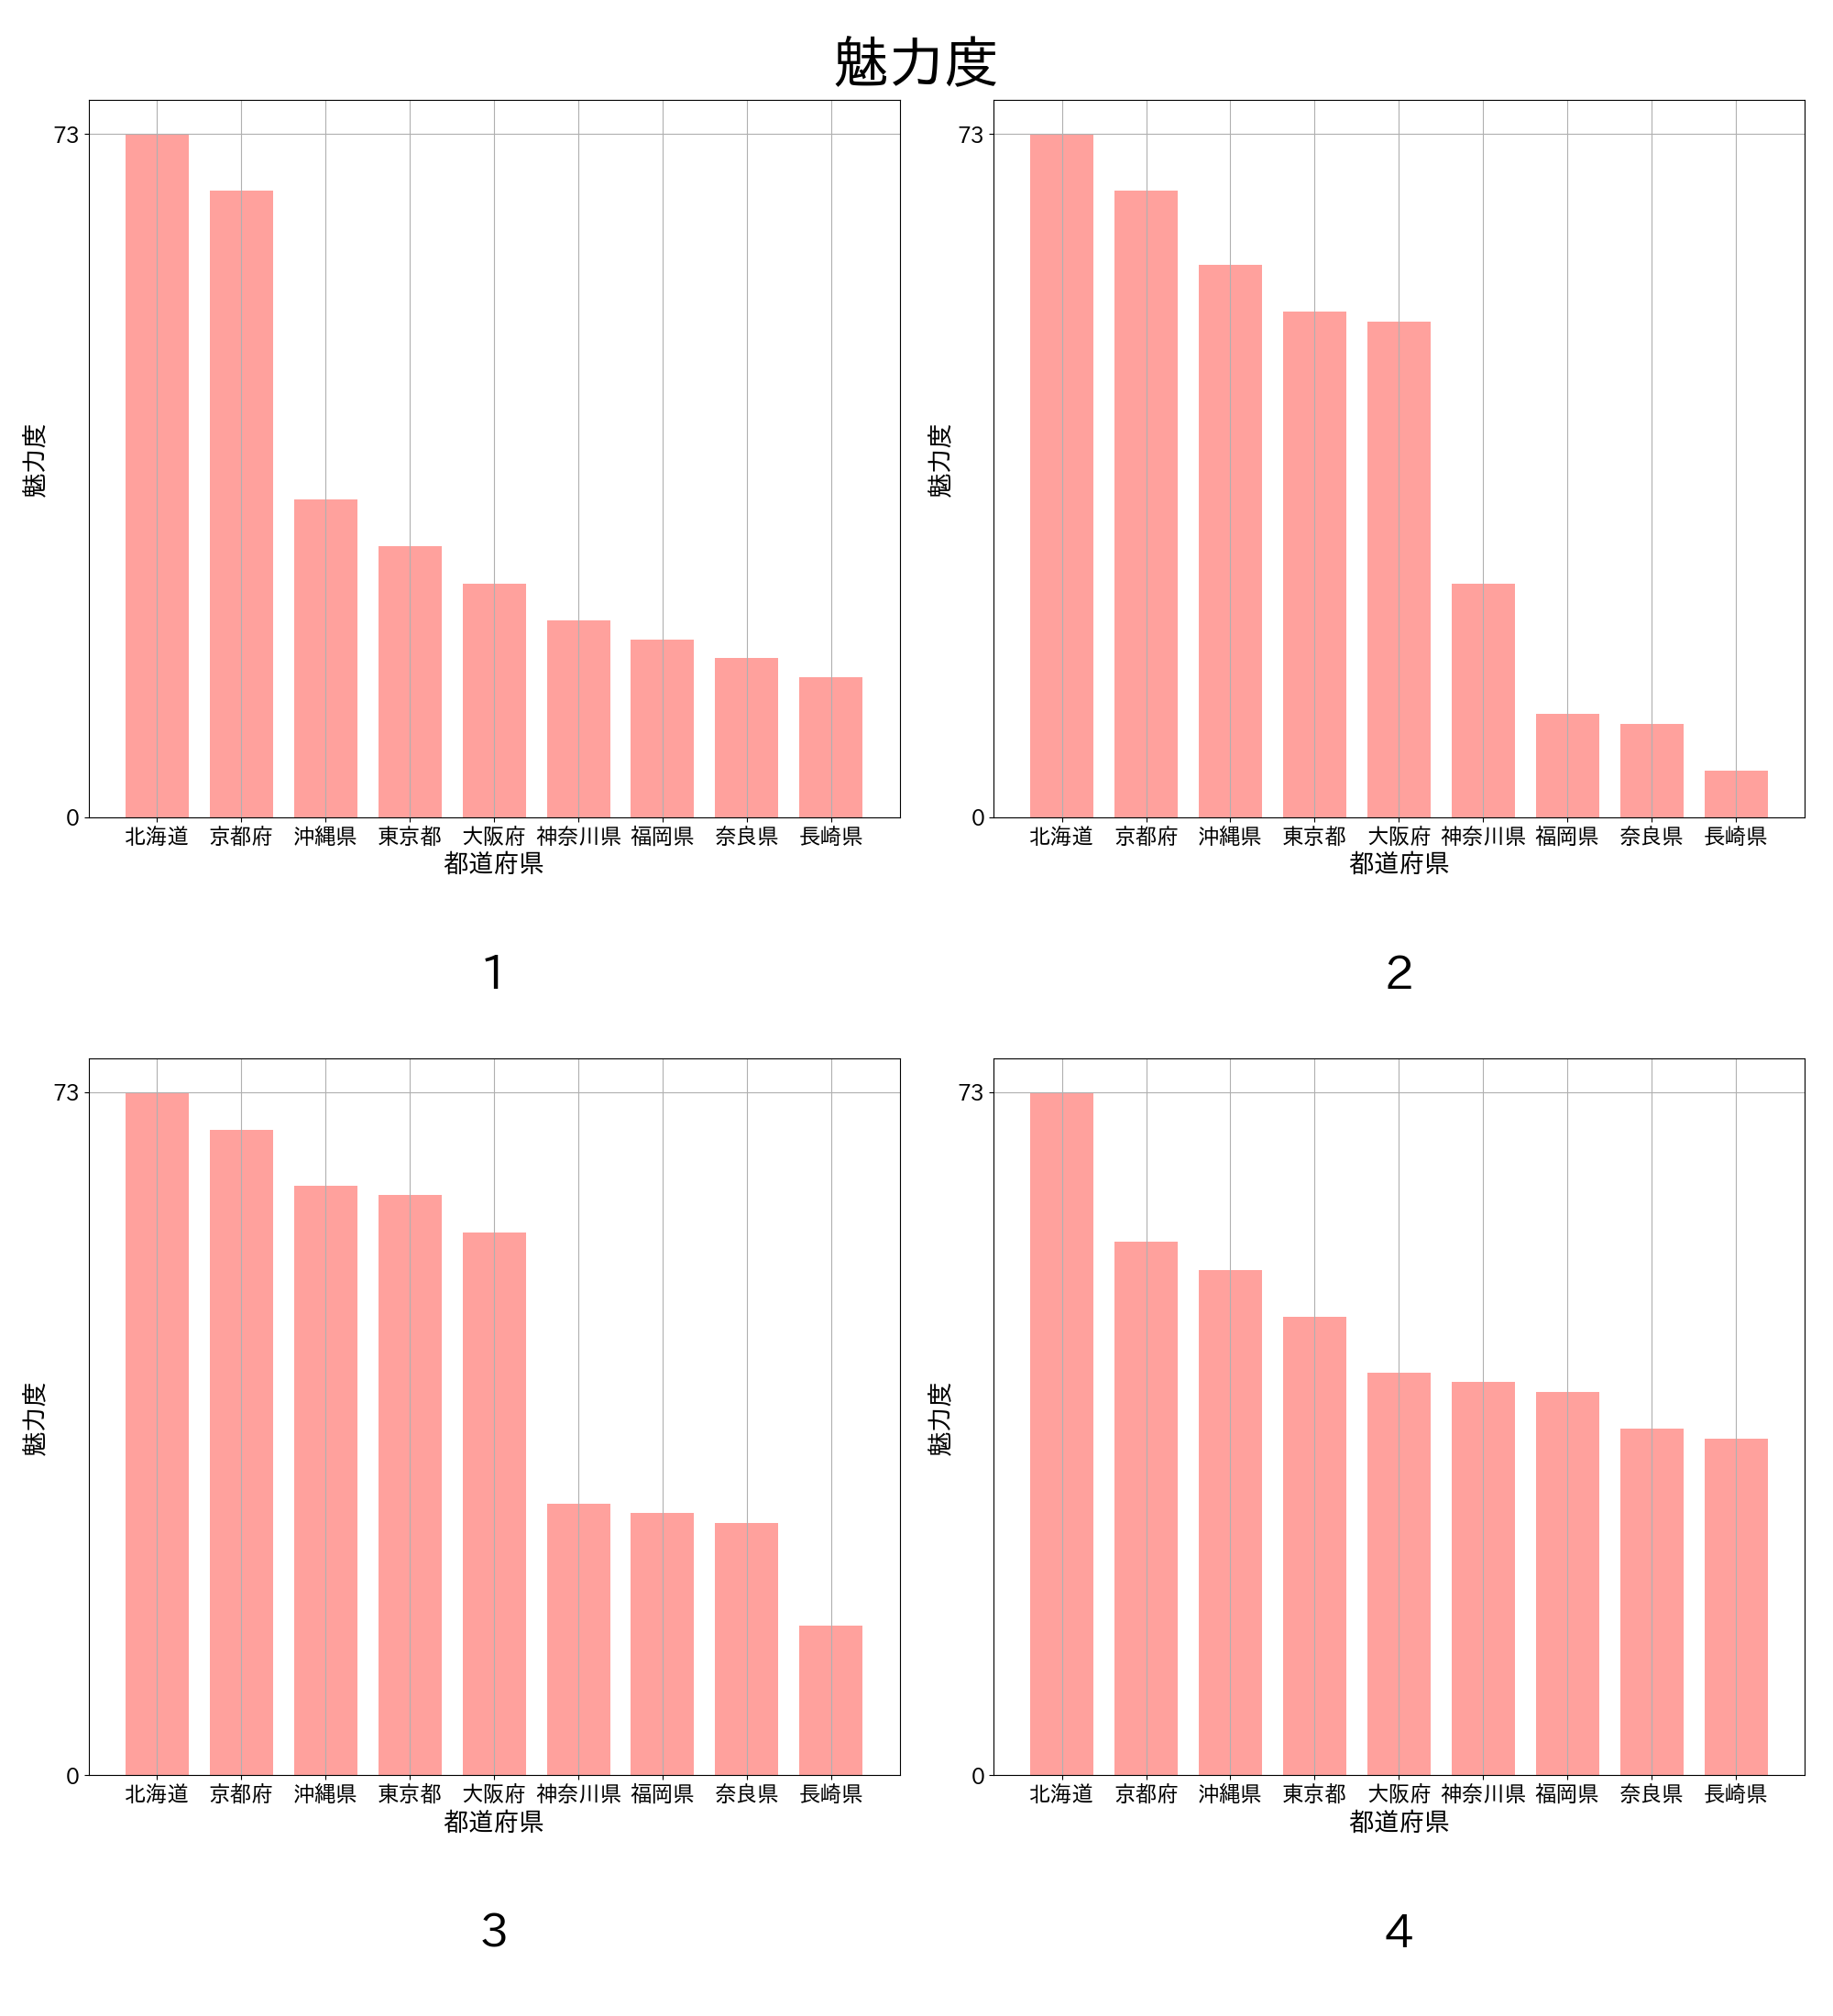 魅力度
73
魅力度
0
北海道 京都府 沖縄県 東京都 大阪府 神奈川県 福岡県 奈良県 長崎県
都道府県
1
73
魅力度
0
北海道 京都府 沖縄県 東京都 大阪府 神奈川県 福岡県 奈良県 長崎県
都道府県
2
73
魅力度
0
北海道 京都府 沖縄県 東京都 大阪府 神奈川県 福岡県 奈良県 長崎県
都道府県
3
73
魅力度
0
北海道 京都府 沖縄県 東京都 大阪府 神奈川県 福岡県 奈良県 長崎県
都道府県
4